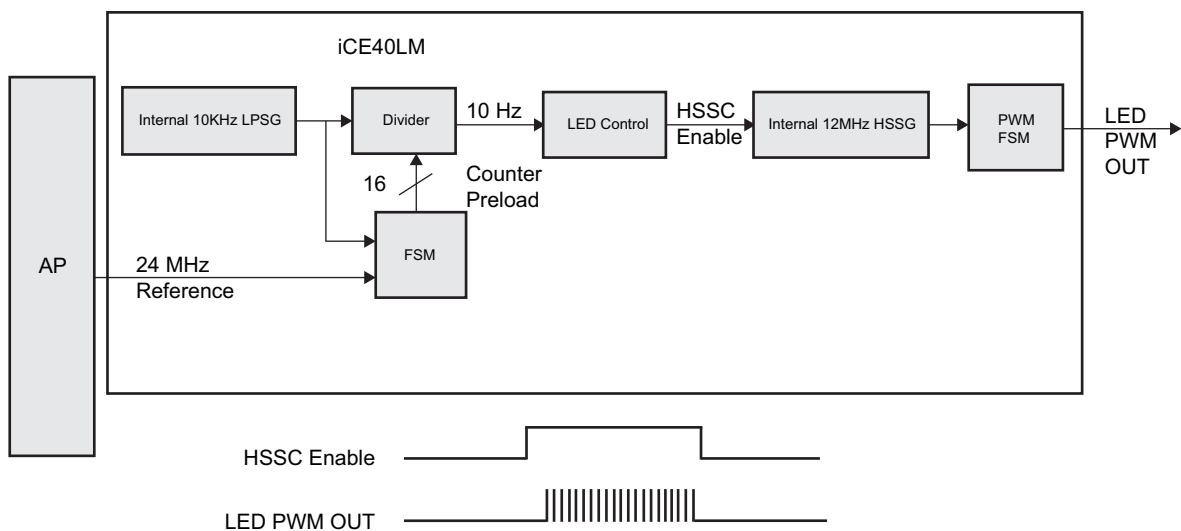 iCE40LM
AP
Internal 10KHz LPSG
Divider
10 Hz
LED Control
HSSC
Enable
Internal 12MHz HSSG
PWM
FSM
LED
PWM
OUT
16
Counter
Preload
FSM
24 MHz
Reference
HSSC Enable
LED PWM OUT